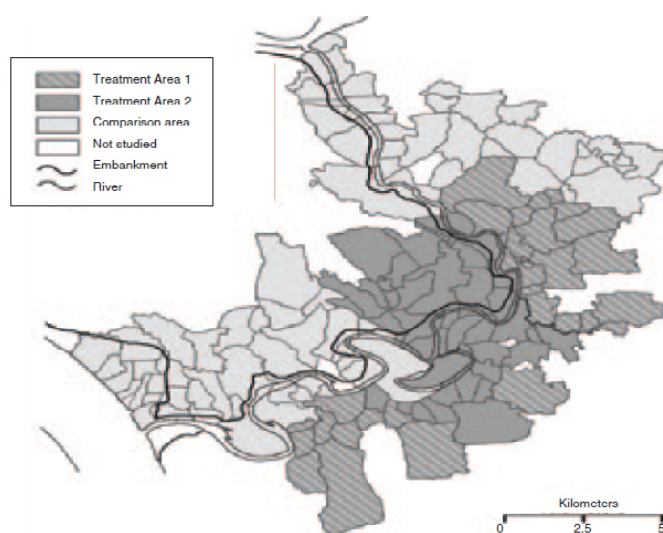 Treatment Area 1
Treatment Area 2
Comparison area
Not studied
Embankment
River
Kilometers
0 2.5 5